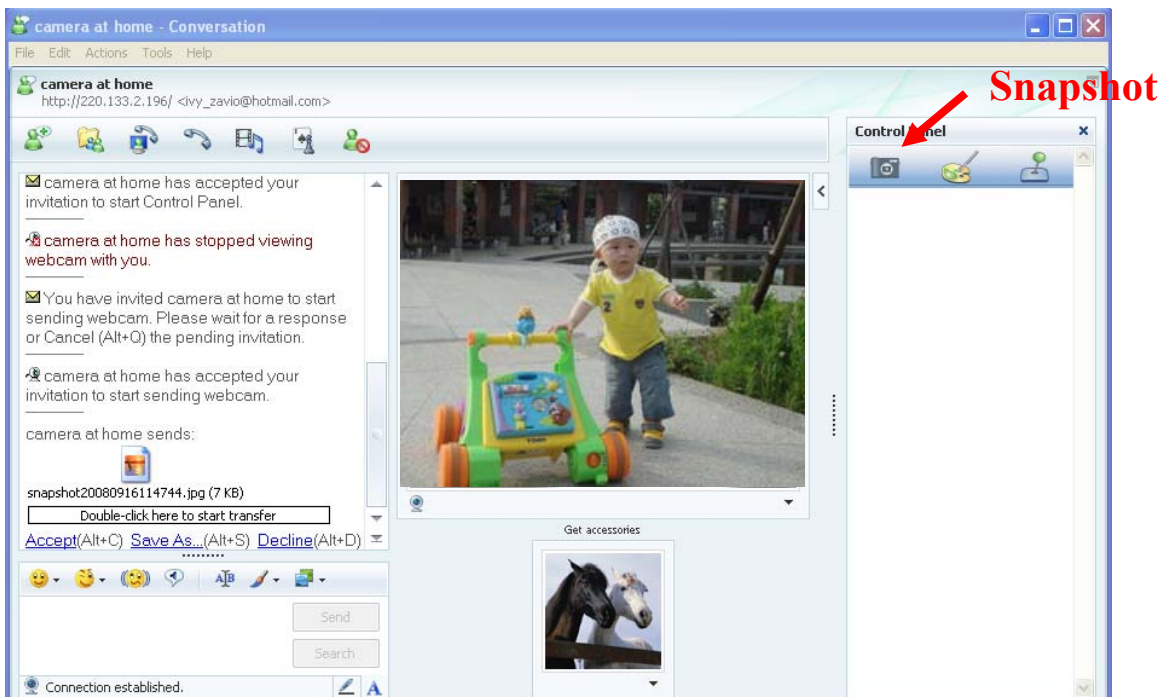 camera at home - Conversation
File Edit Actions Tools Help
camera at home
http://220.133.2.196/ <ivy_zavio@hotmail.com>
Snapshot
Control nel
camera at home has accepted your
invitation to start Control Panel.
camera at home has stopped viewing
webcam with you.
You have invited camera at home to start
sending webcam. Please wait for a response
or Cancel (Alt+Q) the pending invitation.
camera at home has accepted your
invitation to start sending webcam.
camera at home sends:
snapshot20080916114744.jpg (7 KB)
Double-click here to start transfer
Accept(Alt+C) Save As...(Alt+S) Decline(Alt+D)
Get accessories
Send
Search
Connection established.